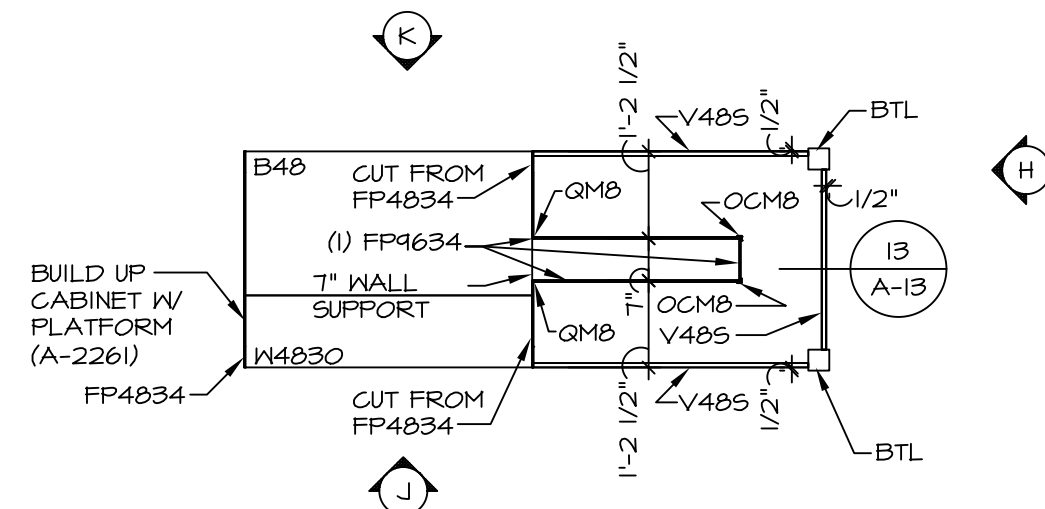 K
B48
CUT FROM
FP4834
1'-2 1/2"
V48S
1/2"
BTL
H
QM8
OCM8
1/2"
(1) FP9634
13
A-13
BUILD UP
CABINET W/
PLATFORM
(A-2261)
7" WALL
SUPPORT
7"
OCM8
V48S
QM8
W4830
FP4834
CUT FROM
FP4834
1'-2 1/2"
V48S
1/2"
BTL
J